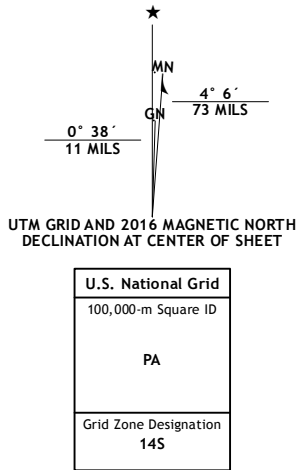 MN
4° 6´
73 MILS
GN
0° 38´
11 MILS
UTM GRID AND 2016 MAGNETIC NORTH
DECLINATION AT CENTER OF SHEET
U.S. National Grid
100,000-m Square ID
PA
Grid Zone Designation
14S